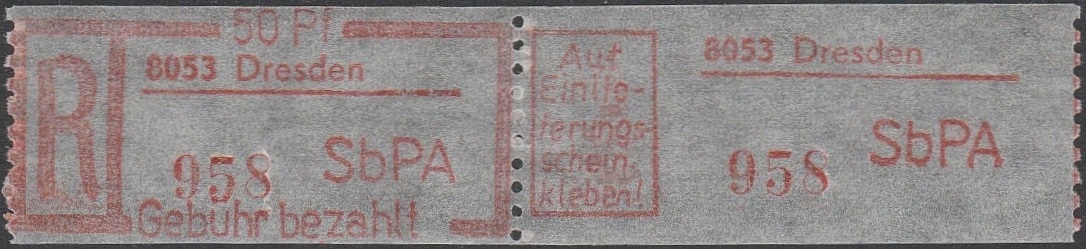 50 Pf
R
8053 Dresden
958 SbPA
Gebühr bezahlt
Auf
Einlie-
ferungs-
schein
kleben!
8053 Dresden
958 SbPA